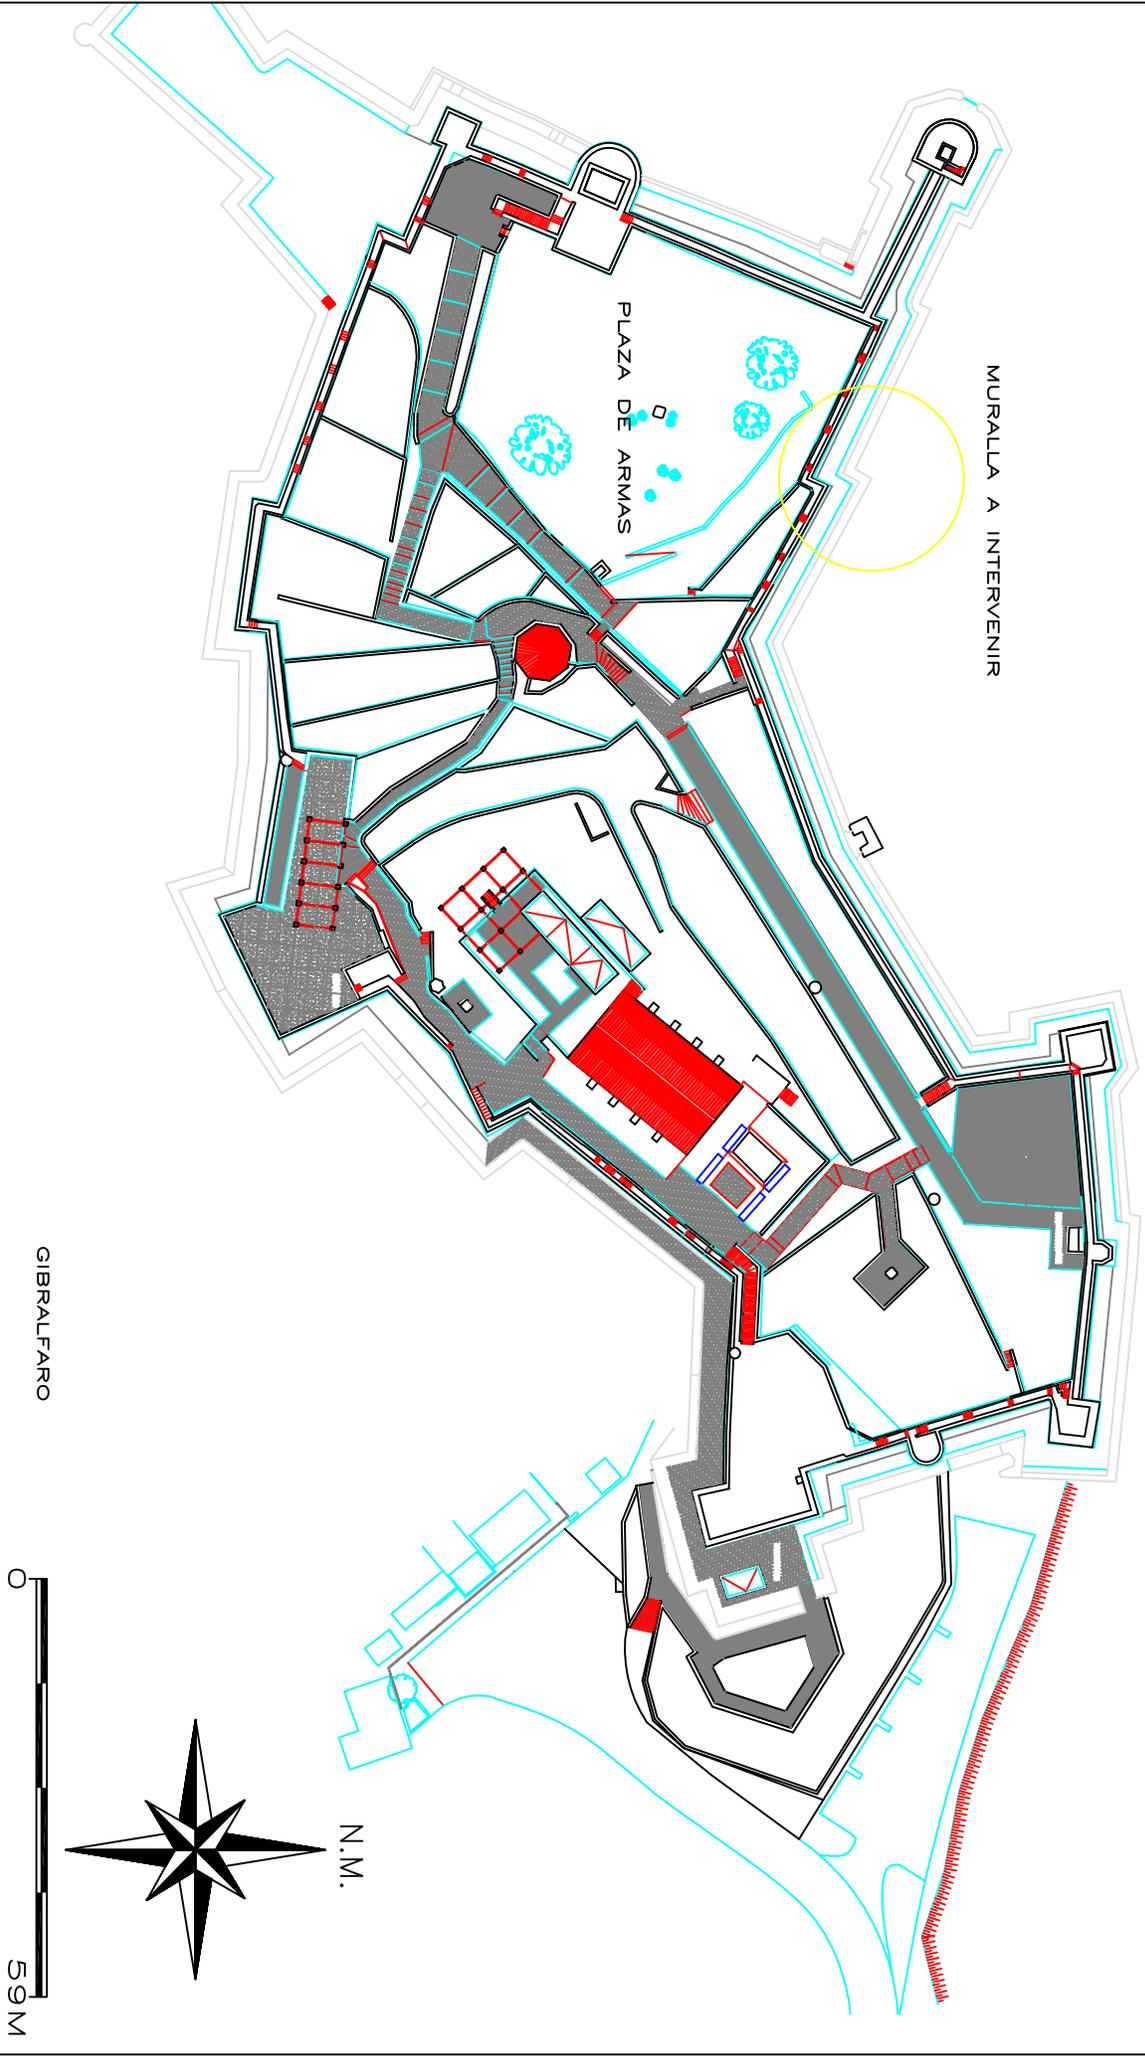 MURALLA A INTERVENIR
PLAZA DE ARMAS
GIBRALFARO
N.M.
0
59M